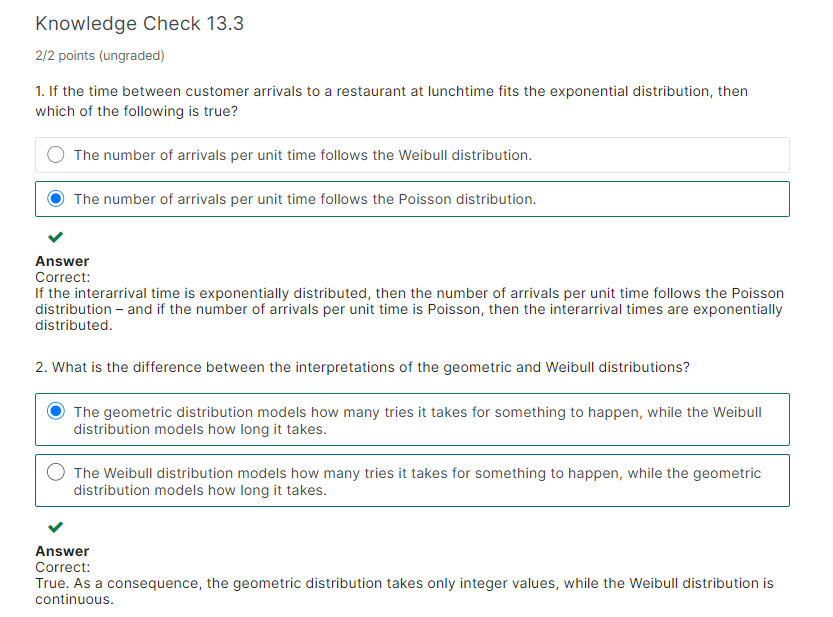 Knowledge Check 13.3
2/2 points (ungraded)
1. If the time between customer arrivals to a restaurant at lunchtime fits the exponential distribution, then
which of the following is true?
The number of arrivals per unit time follows the Weibull distribution.
The number of arrivals per unit time follows the Poisson distribution.
Answer
Correct:
If the interarrival time is exponentially distributed, then the number of arrivals per unit time follows the Poisson
distribution – and if the number of arrivals per unit time is Poisson, then the interarrival times are exponentially
distributed.
2. What is the difference between the interpretations of the geometric and Weibull distributions?
The geometric distribution models how many tries it takes for something to happen, while the Weibull
distribution models how long it takes.
The Weibull distribution models how many tries it takes for something to happen, while the geometric
distribution models how long it takes.
Answer
Correct:
True. As a consequence, the geometric distribution takes only integer values, while the Weibull distribution is
continuous.